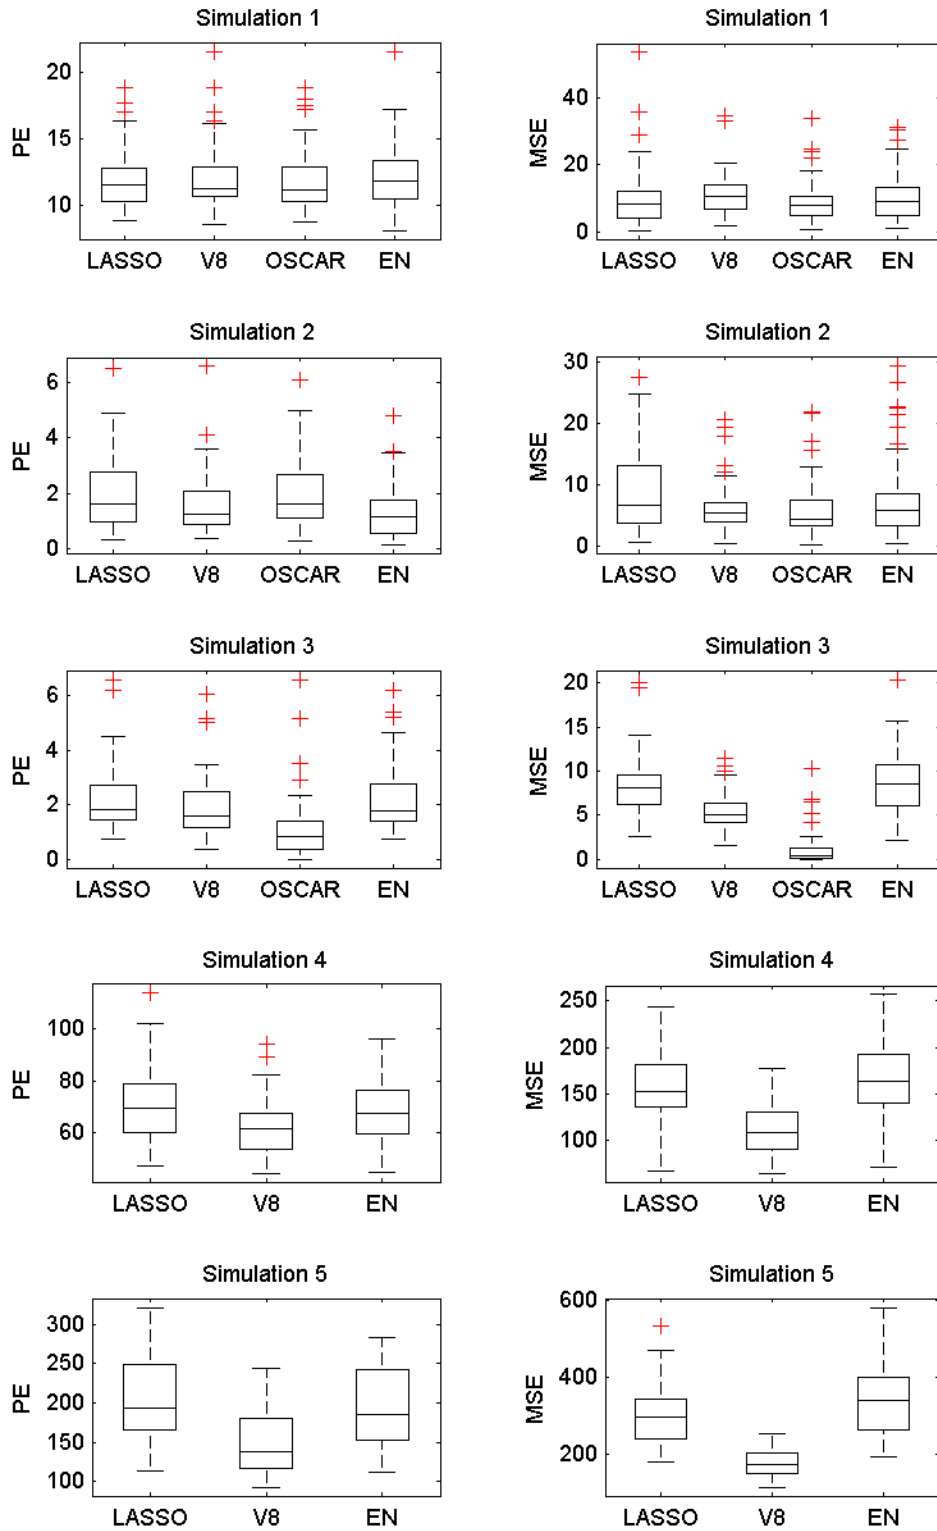 Simulation 1
PE
20
15
10
LASSO V8 OSCAR EN
Simulation 1
MSE
40
20
0
LASSO V8 OSCAR EN
Simulation 2
PE
6
4
2
0
LASSO V8 OSCAR EN
Simulation 2
MSE
30
20
10
0
LASSO V8 OSCAR EN
Simulation 3
PE
6
4
2
0
LASSO V8 OSCAR EN
Simulation 3
MSE
20
15
10
5
0
LASSO V8 OSCAR EN
Simulation 4
PE
100
80
60
LASSO V8 EN
Simulation 4
MSE
250
200
150
100
LASSO V8 EN
Simulation 5
PE
300
250
200
150
100
LASSO V8 EN
Simulation 5
MSE
600
400
200
LASSO V8 EN